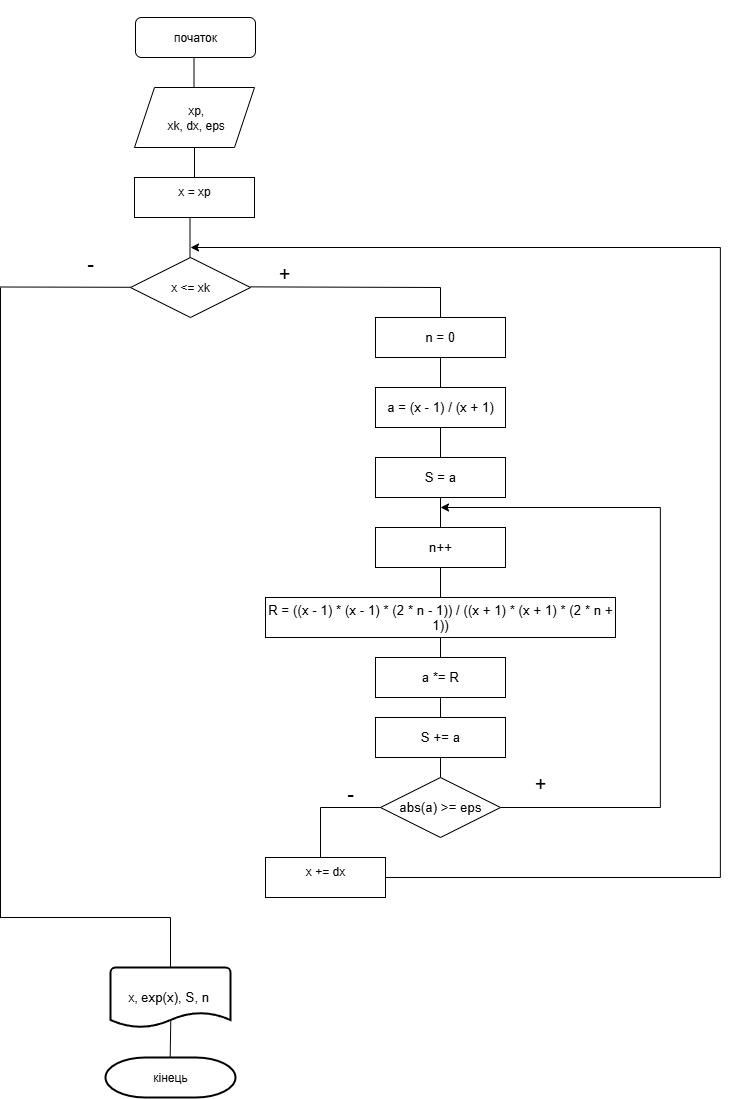 початок
xp,
xk, dx, eps
x = xp
-
+
x <= xk
n = 0
a = (x - 1) / (x + 1)
S = a
n++
R = ((x - 1) * (x - 1) * (2 * n - 1)) / ((x + 1) * (x + 1) * (2 * n +
1))
a *= R
S += a
-
+
abs(a) >= eps
x += dx
x, exp(x), S, n
кінець